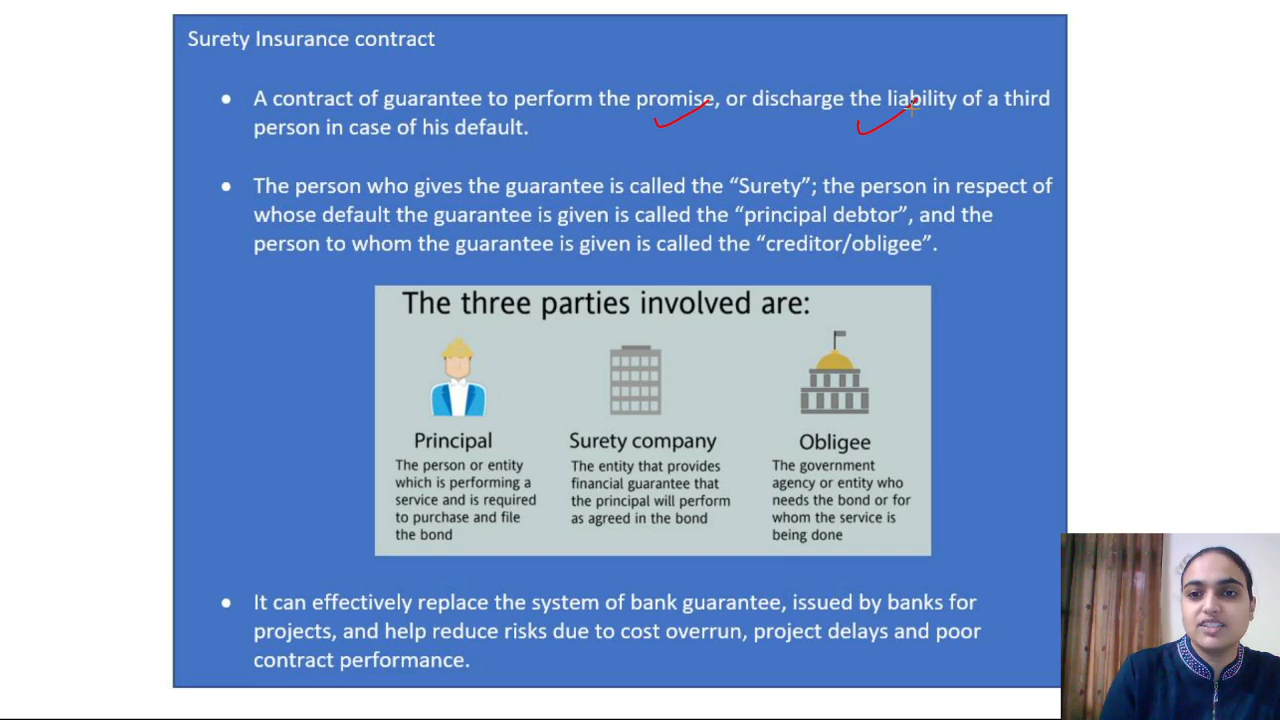 Surety Insurance contract
● A contract of guarantee to perform the promise, or discharge the liability of a third
person in case of his default.
● The person who gives the guarantee is called the “Surety”; the person in respect of
whose default the guarantee is given is called the “principal debtor”, and the
person to whom the guarantee is given is called the “creditor/obligee”.
The three parties involved are:
Principal
The person or entity
which is performing a
service and is required
to purchase and file
the bond
Surety company
The entity that provides
financial guarantee that
the principal will perform
as agreed in the bond
Obligee
The government
agency or entity who
needs the bond or for
whom the service is
being done
● It can effectively replace the system of bank guarantee, issued by banks for
projects, and help reduce risks due to cost overrun, project delays and poor
contract performance.